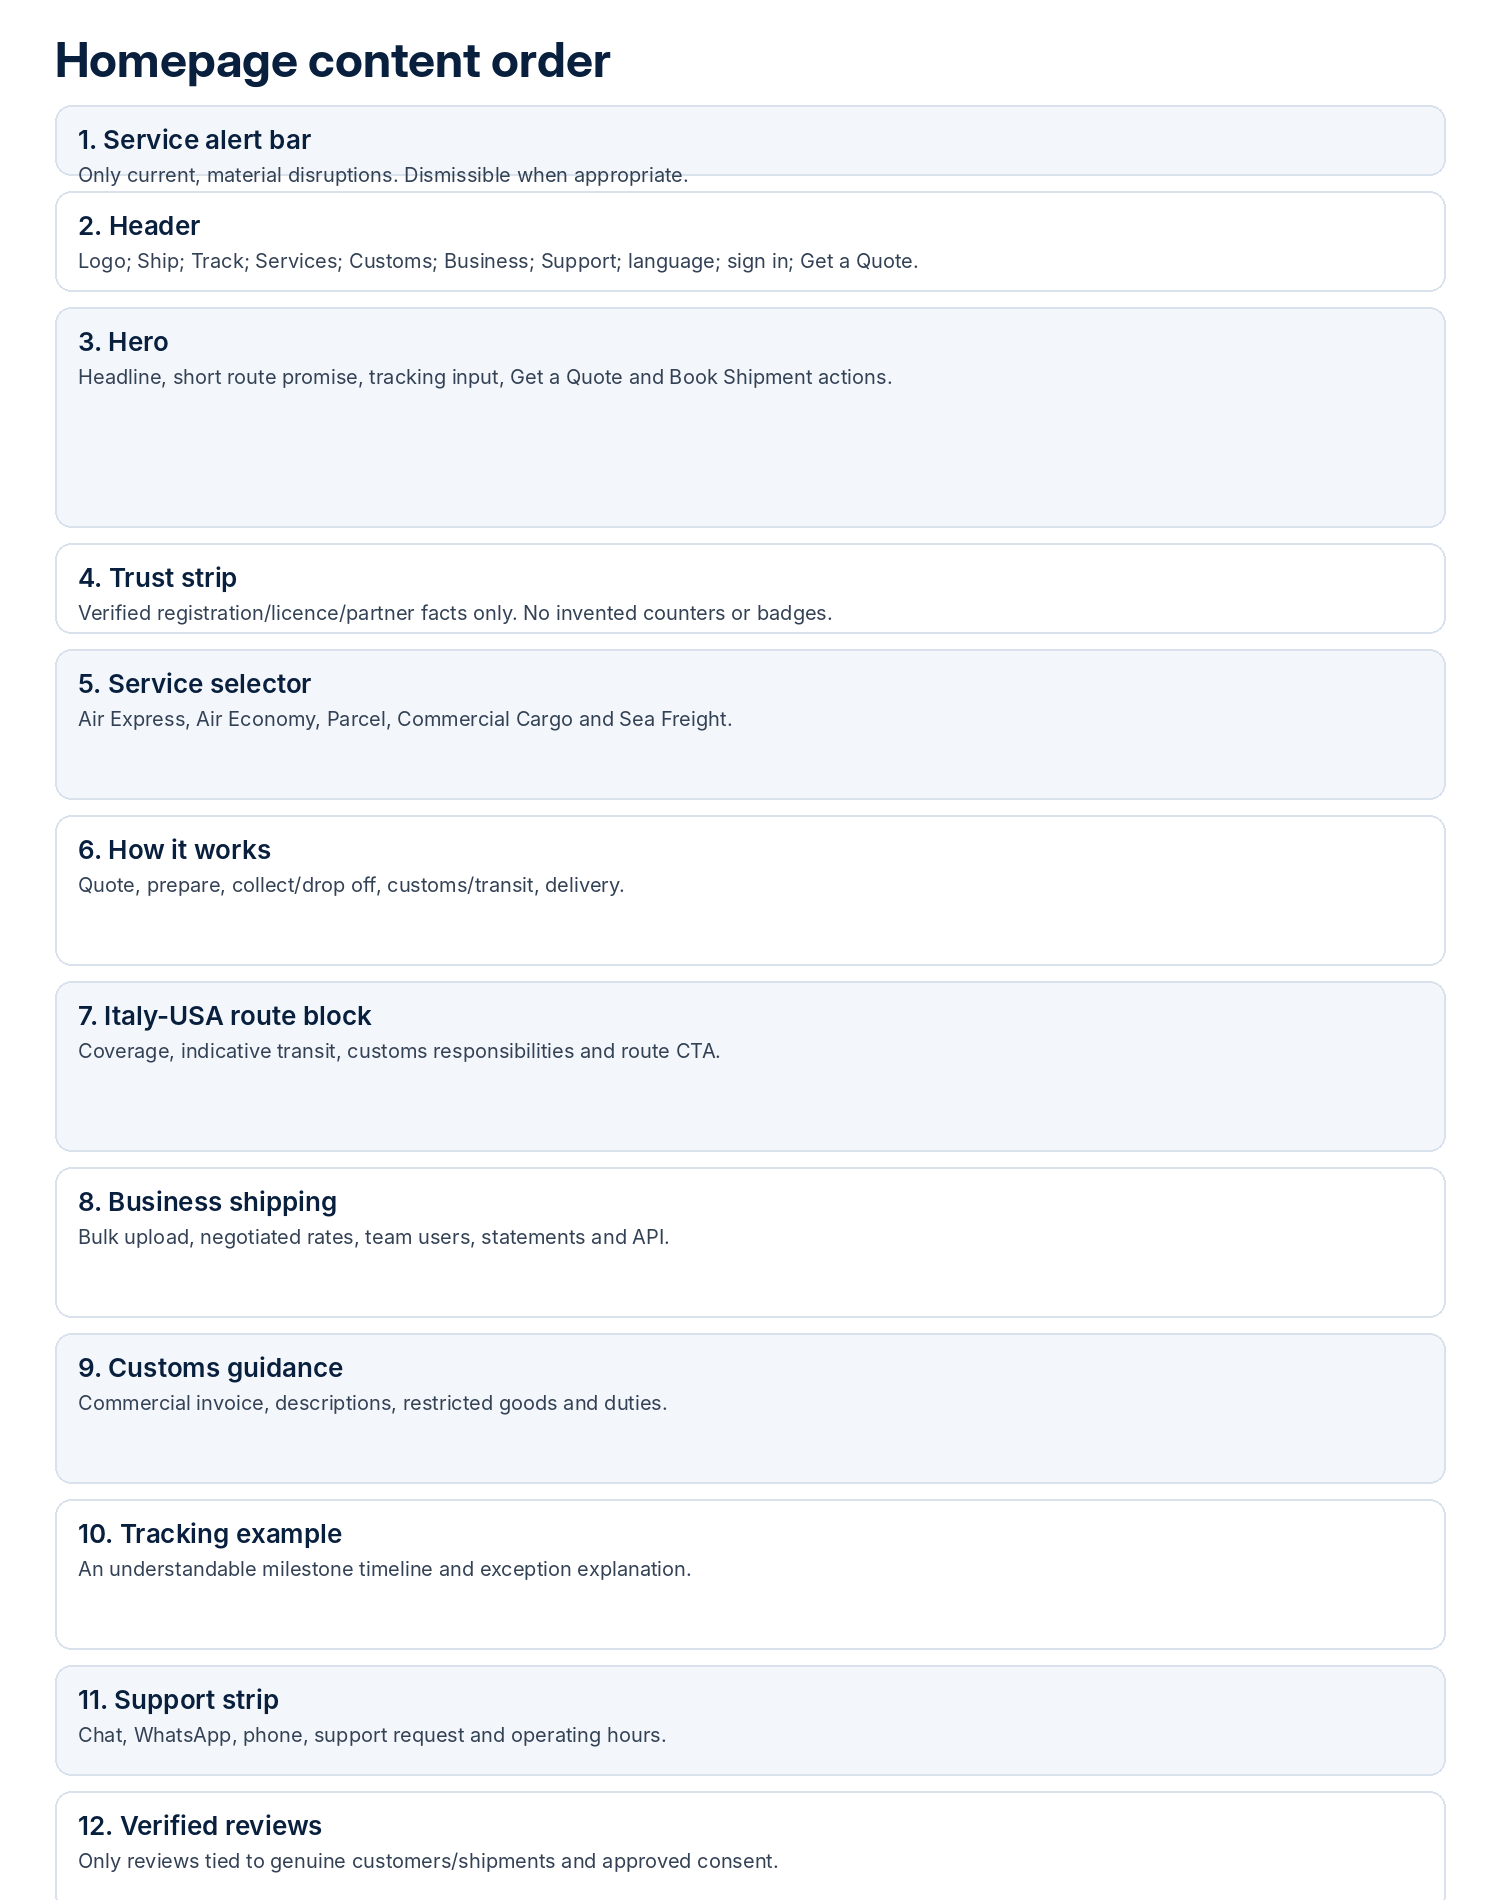 Homepage content order
1. Service alert bar
Only current, material disruptions. Dismissible when appropriate.
2. Header
Logo; Ship; Track; Services; Customs; Business; Support; language; sign in; Get a Quote.
3. Hero
Headline, short route promise, tracking input, Get a Quote and Book Shipment actions.
4. Trust strip
Verified registration/licence/partner facts only. No invented counters or badges.
5. Service selector
Air Express, Air Economy, Parcel, Commercial Cargo and Sea Freight.
6. How it works
Quote, prepare, collect/drop off, customs/transit, delivery.
7. Italy-USA route block
Coverage, indicative transit, customs responsibilities and route CTA.
8. Business shipping
Bulk upload, negotiated rates, team users, statements and API.
9. Customs guidance
Commercial invoice, descriptions, restricted goods and duties.
10. Tracking example
An understandable milestone timeline and exception explanation.
11. Support strip
Chat, WhatsApp, phone, support request and operating hours.
12. Verified reviews
Only reviews tied to genuine customers/shipments and approved consent.